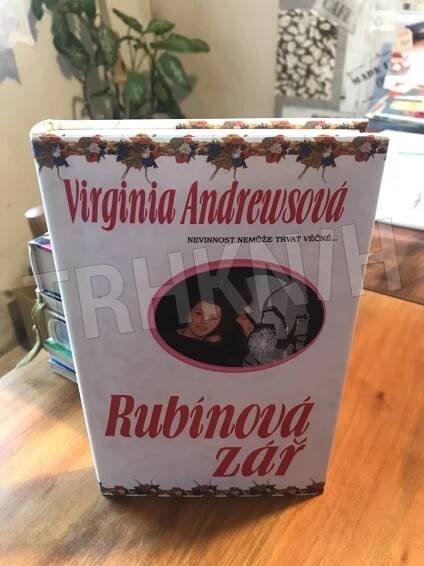 Virginia Andrewsová
NEVINNOST NEMŮŽE TRVAT VĚČNĚ...
TRHKNIH
Rubínová
zář